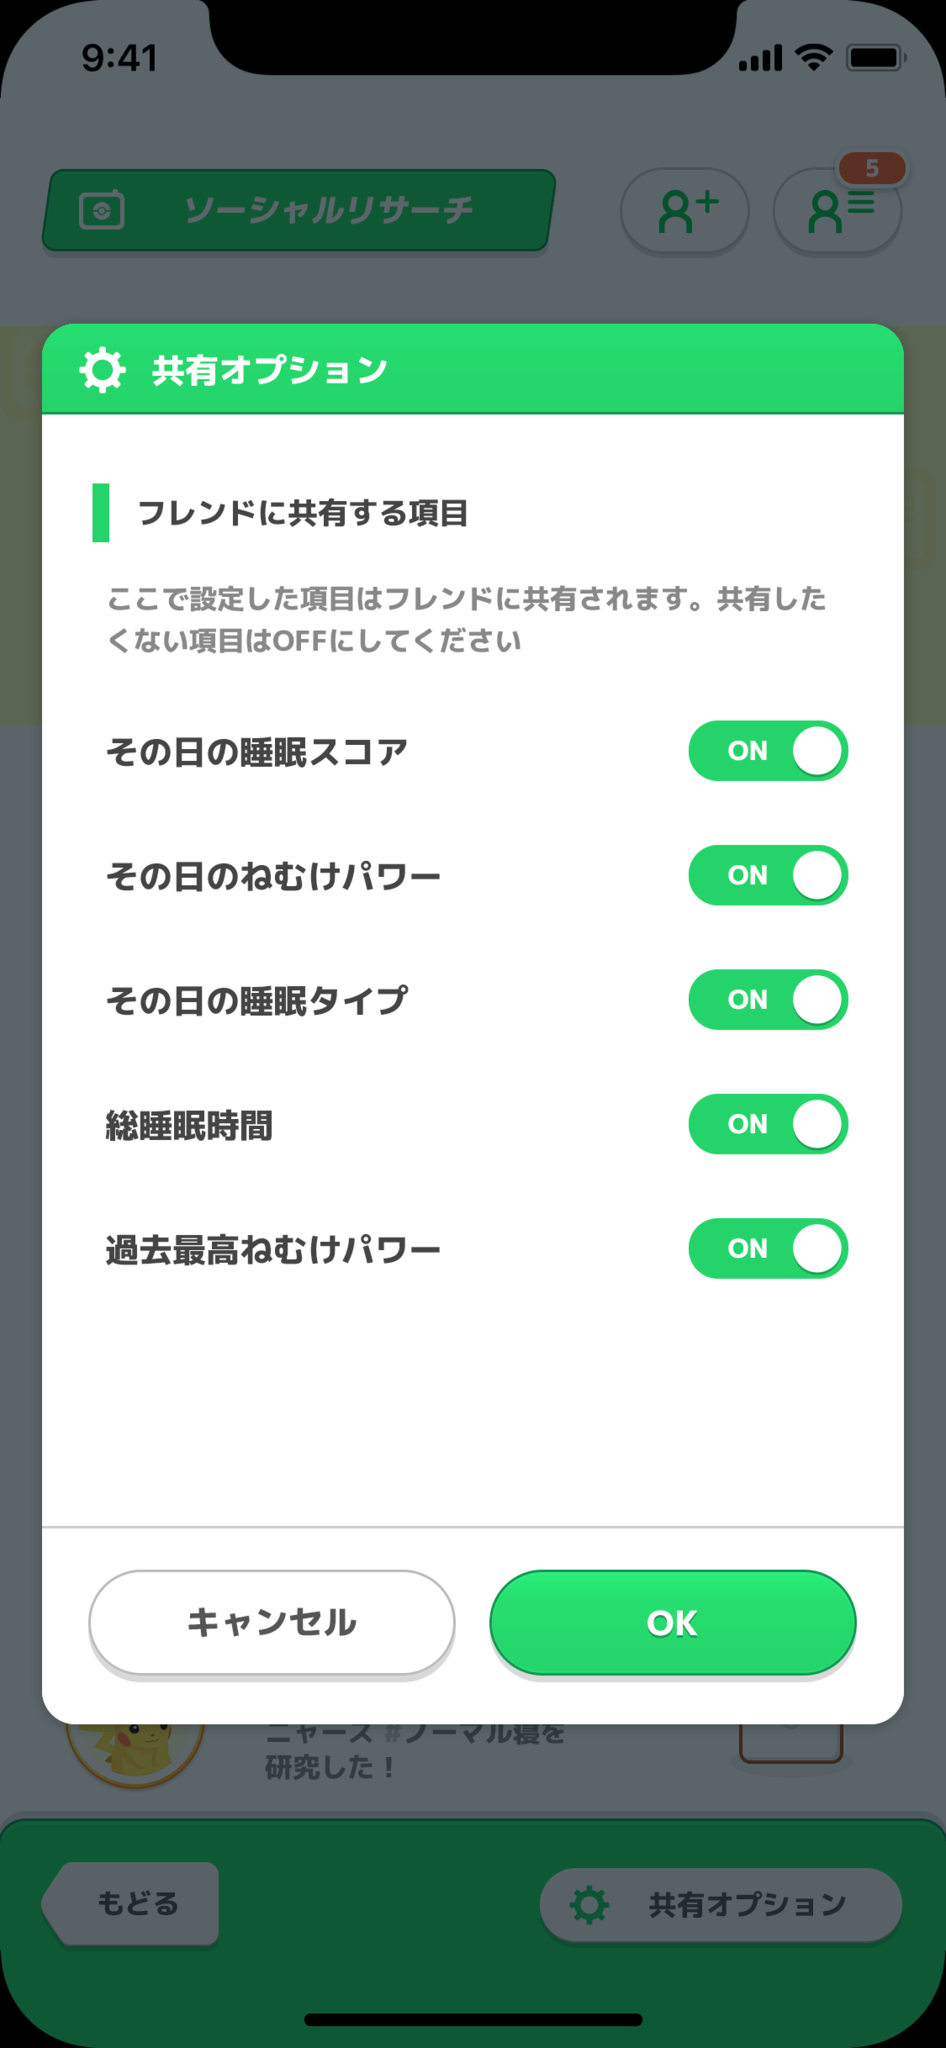 9:41
ソーシャルリサーチ
5
共有オプション
フレンドに共有する項目
ここで設定した項目はフレンドに共有されます。共有した
くない項目はOFFにしてください
その日の睡眠スコア ON
その日のねむけパワー ON
その日の睡眠タイプ ON
総睡眠時間 ON
過去最高ねむけパワー ON
キャンセル OK
ニャース #ノーマル寝を
研究した！
もどる 共有オプション